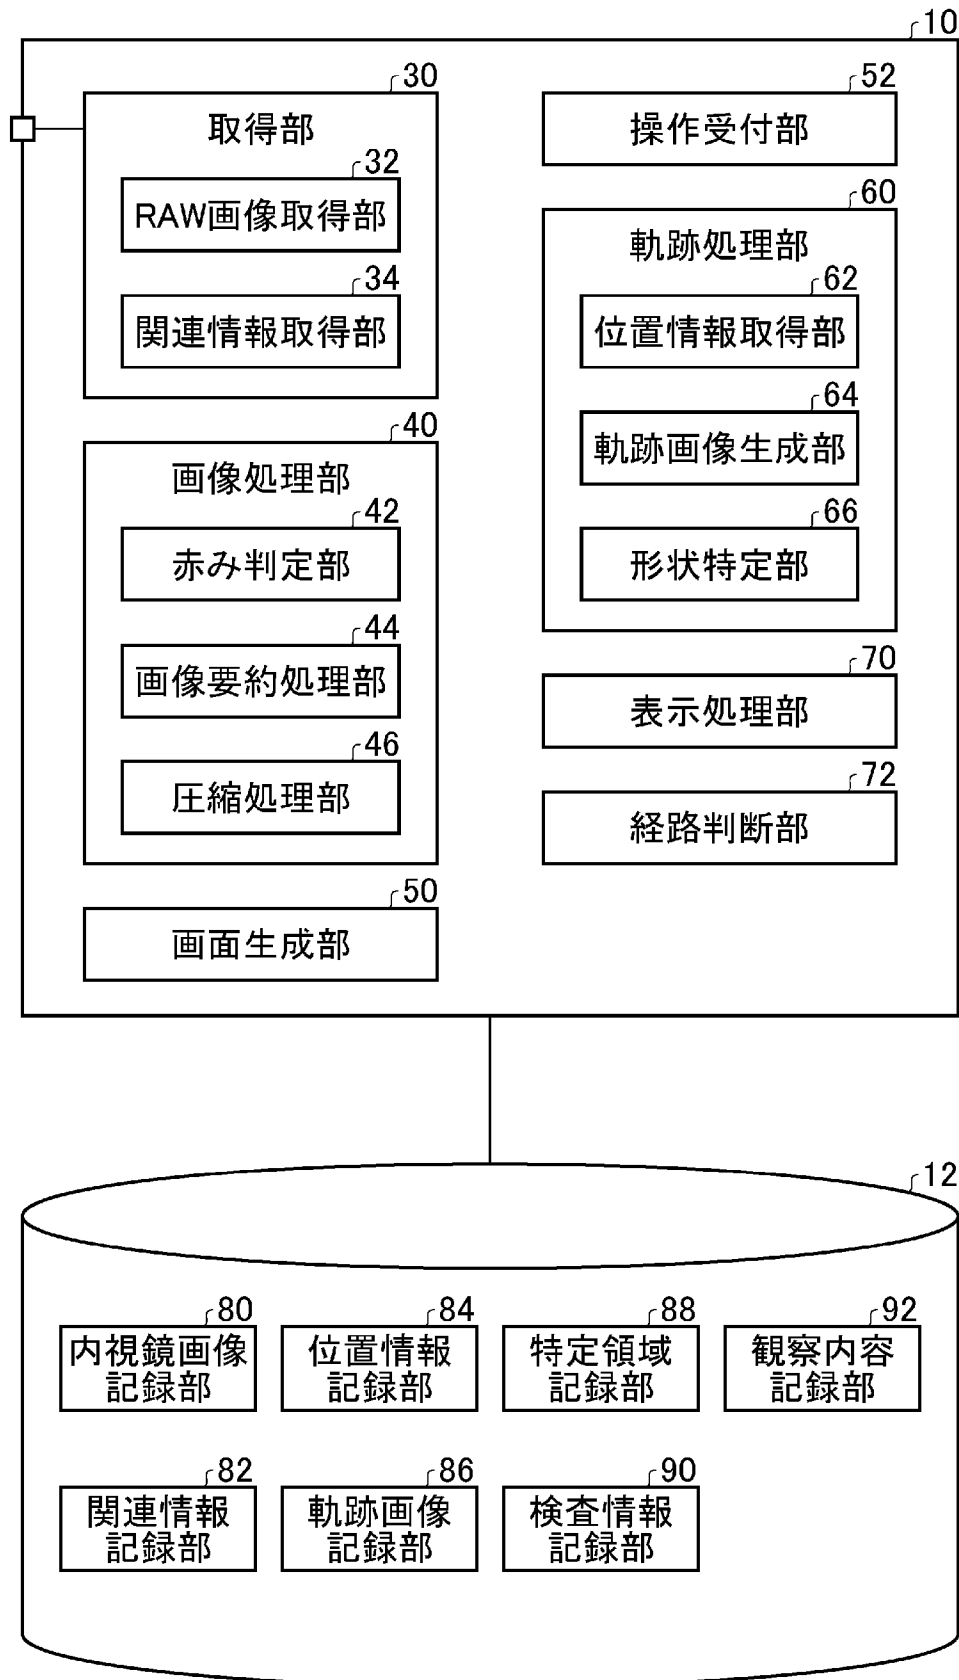 10
30
取得部
32
RAW画像取得部
34
関連情報取得部
40
画像処理部
42
赤み判定部
44
画像要約処理部
46
圧縮処理部
50
画面生成部
52
操作受付部
60
軌跡処理部
62
位置情報取得部
64
軌跡画像生成部
66
形状特定部
70
表示処理部
72
経路判断部
12
80
内視鏡画像
記録部
84
位置情報
記録部
88
特定領域
記録部
92
観察内容
記録部
82
関連情報
記録部
86
軌跡画像
記録部
90
検査情報
記録部